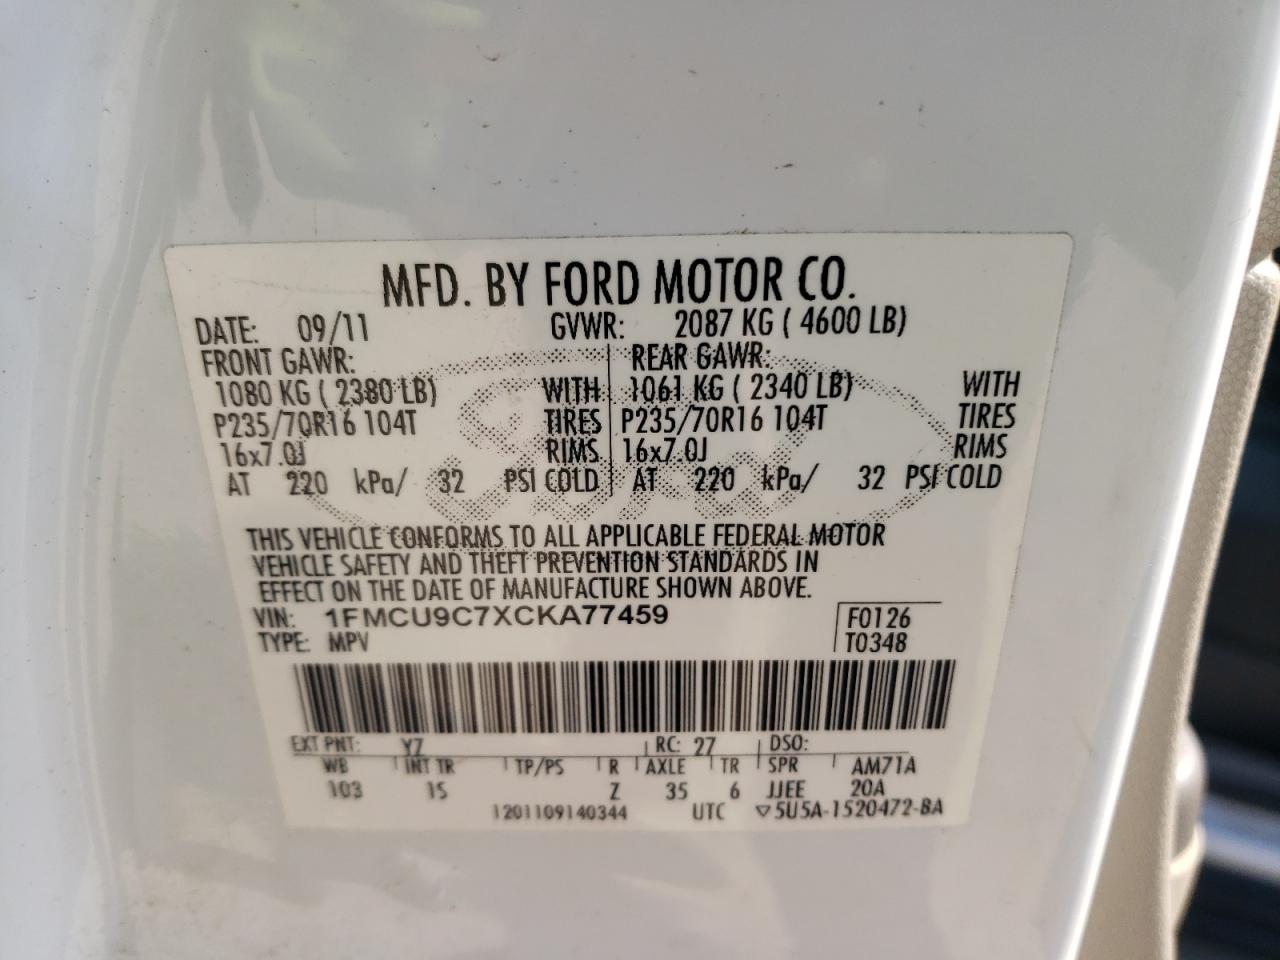 MFD. BY FORD MOTOR CO.
DATE: 09/11 GVWR: 2087 KG ( 4600 LB)
FRONT GAWR: REAR GAWR:
1080 KG ( 2380 LB) WITH 1061 KG ( 2340 LB) WITH
P235/70R16 104T TIRES P235/70R16 104T TIRES
16x7.0J RIMS 16x7.0J RIMS
AT 220 kPa/ 32 PSI COLD AT 220 kPa/ 32 PSI COLD
THIS VEHICLE CONFORMS TO ALL APPLICABLE FEDERAL MOTOR
VEHICLE SAFETY AND THEFT PREVENTION STANDARDS IN
EFFECT ON THE DATE OF MANUFACTURE SHOWN ABOVE.
VIN: 1FMCU9C7XCKA77459 F0126
TYPE: MPV T0348
EXT PNT: YZ RC: 27 DSO:
WB INT TR TP/PS R AXLE TR SPR AM71A
103 IS Z 35 6 JJEE 20A
1201109140344 UTC ▽5U5A-1520472-BA